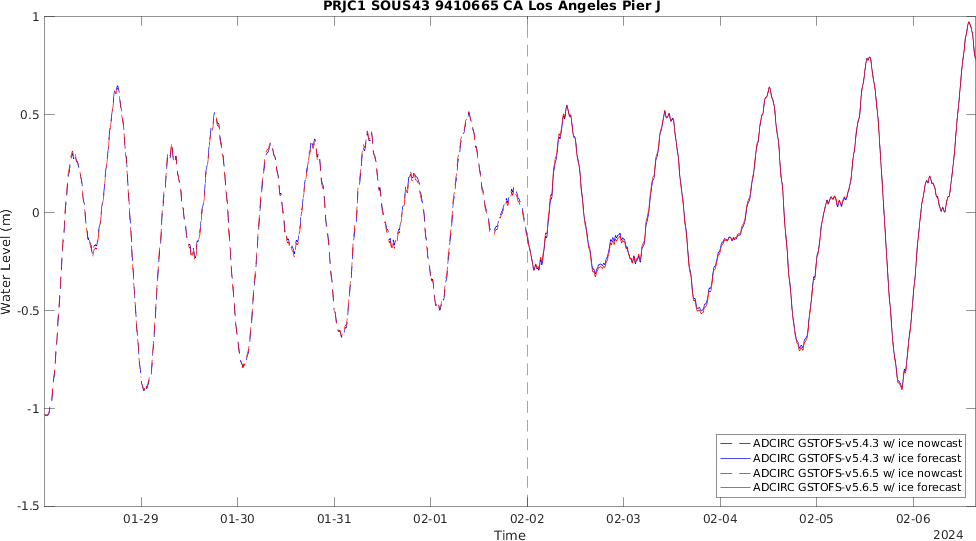 PRJC1 SOUS43 9410665 CA Los Angeles Pier J
1
0.5
0
-0.5
-1
-1.5
Water Level (m)
01-29 01-30 01-31 02-01 02-02 02-03 02-04 02-05 02-06
Time
2024
ADCIRC GSTOFS-v5.4.3 w/ ice nowcast
ADCIRC GSTOFS-v5.4.3 w/ ice forecast
ADCIRC GSTOFS-v5.6.5 w/ ice nowcast
ADCIRC GSTOFS-v5.6.5 w/ ice forecast